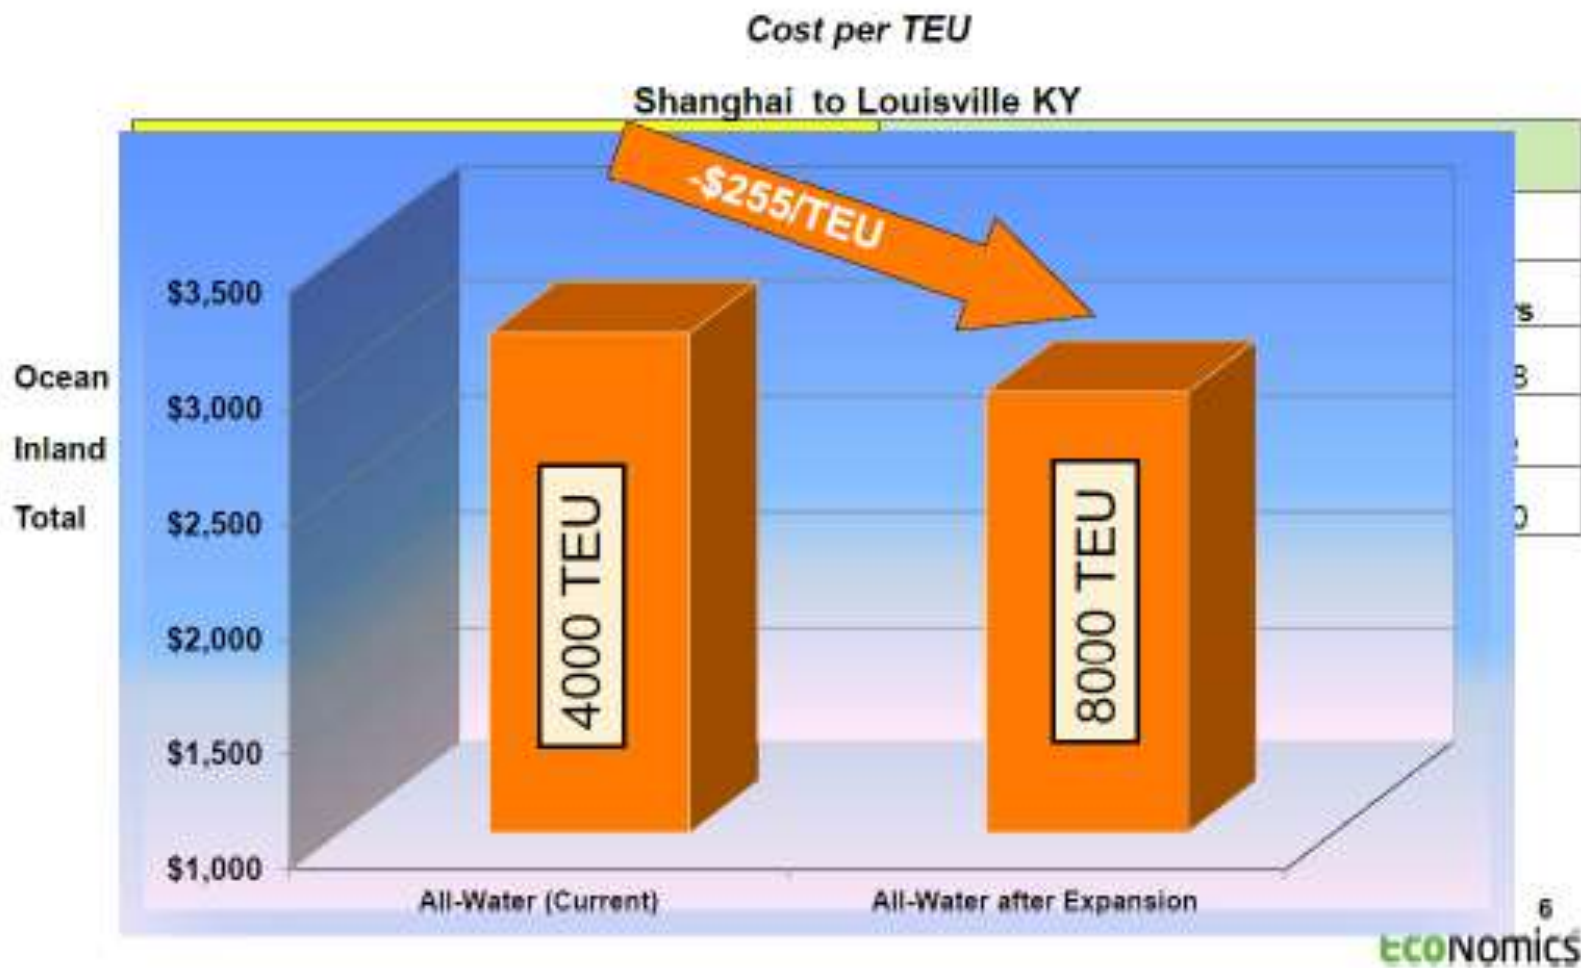 Cost per TEU
Shanghai to Louisville KY
-$255/TEU
$3,500
$3,000
$2,500
$2,000
$1,500
$1,000
Ocean
Inland
Total
4000 TEU
8000 TEU
All-Water (Current)
All-Water after Expansion
6
ECONOMICS